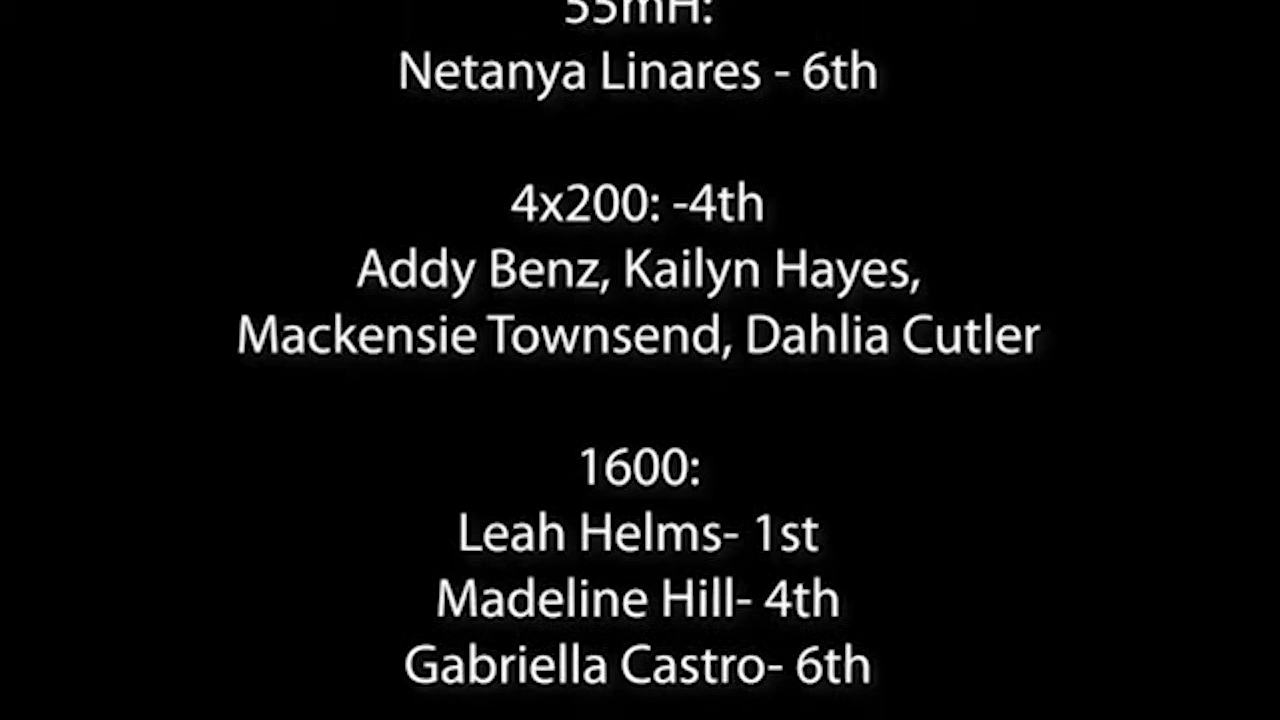 55mH:
Netanya Linares - 6th
4x200: -4th
Addy Benz, Kailyn Hayes,
Mackensie Townsend, Dahlia Cutler
1600:
Leah Helms- 1st
Madeline Hill- 4th
Gabriella Castro- 6th